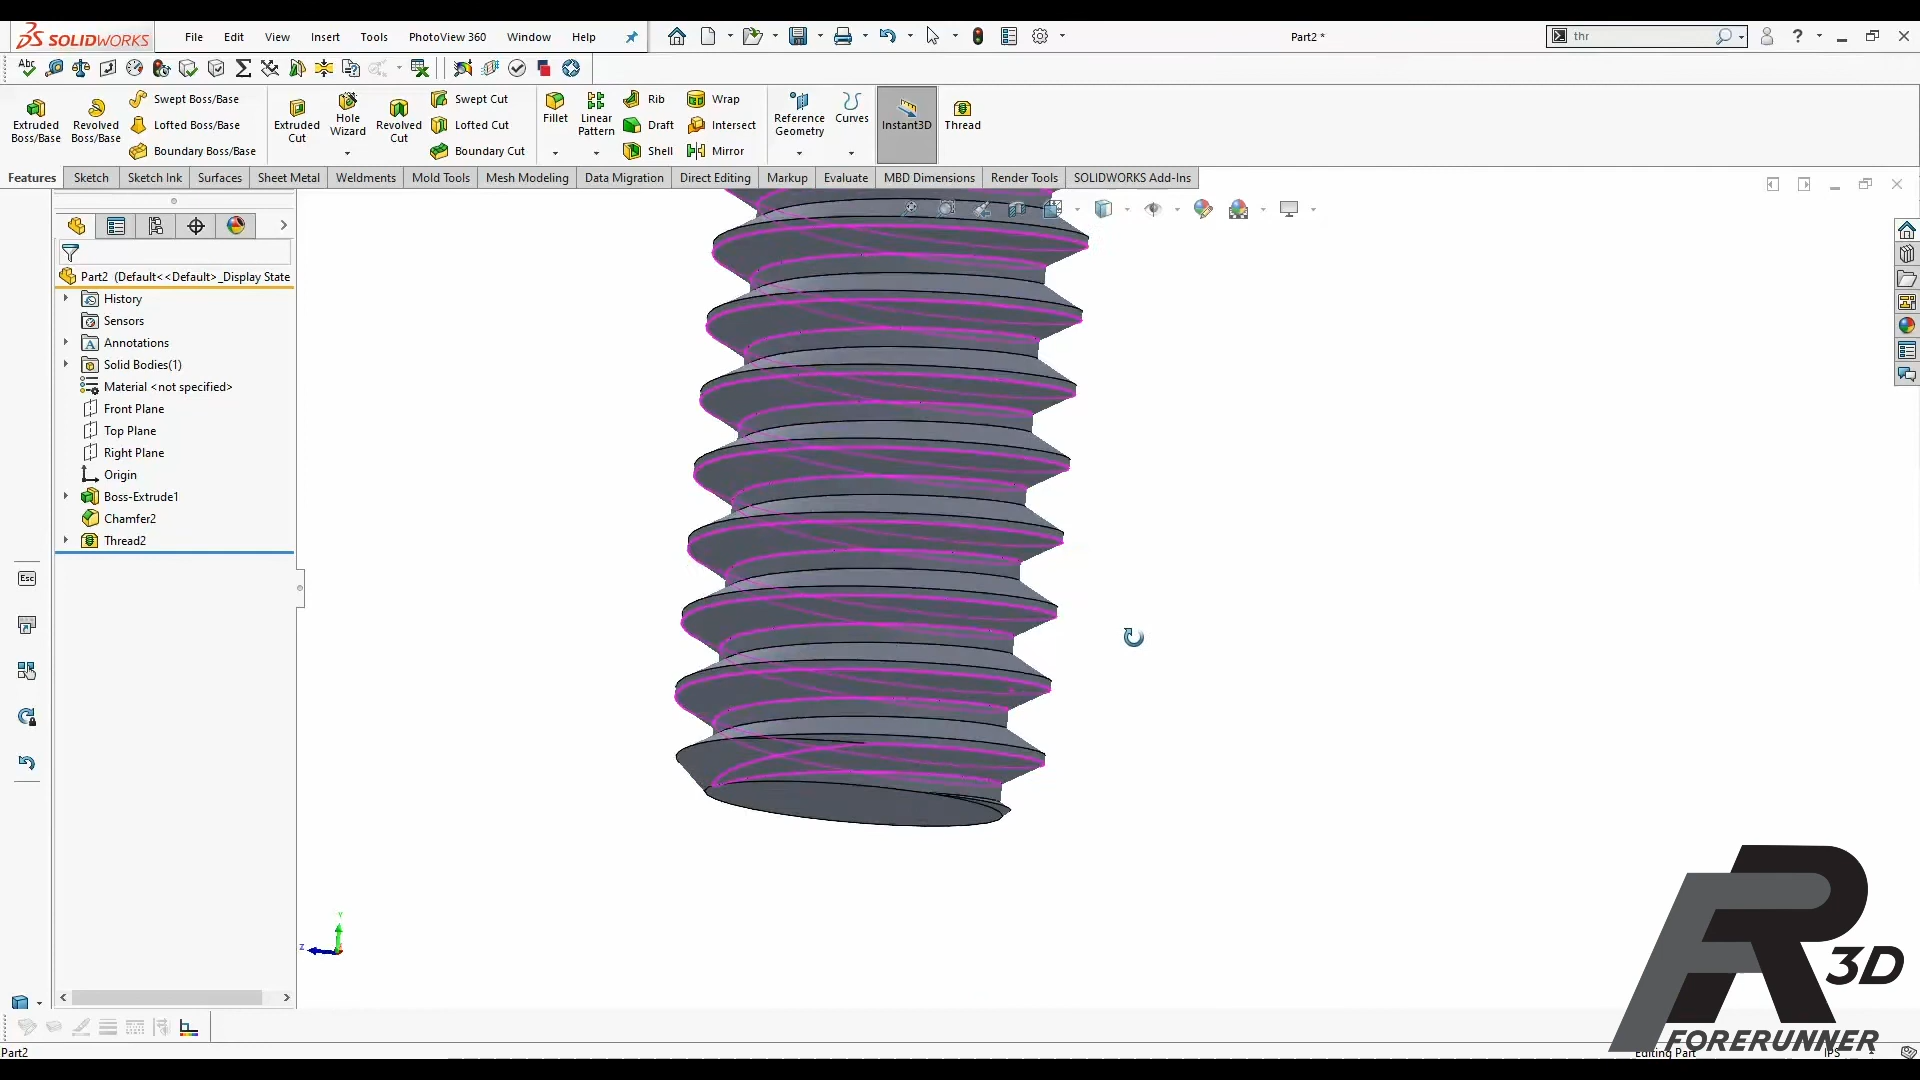 SOLIDWORKS File Edit View Insert Tools PhotoView 360 Window Help Part2 * thr
Abc
Extruded Boss/Base
Revolved Boss/Base
Swept Boss/Base
Lofted Boss/Base
Boundary Boss/Base
Extruded Cut
Hole Wizard
Revolved Cut
Swept Cut
Lofted Cut
Boundary Cut
Fillet
Linear Pattern
Rib
Draft
Shell
Wrap
Intersect
Mirror
Reference Geometry
Curves
Instant3D
Thread
Features Sketch Sketch Ink Surfaces Sheet Metal Weldments Mold Tools Mesh Modeling Data Migration Direct Editing Markup Evaluate MBD Dimensions Render Tools SOLIDWORKS Add-Ins
Part2 (Default<<Default>_Display State
History
Sensors
Annotations
Solid Bodies(1)
Material <not specified>
Front Plane
Top Plane
Right Plane
Origin
Boss-Extrude1
Chamfer2
Thread2
Esc
Y
Z
3D
FORERUNNER
Part2 Editing Part IPS